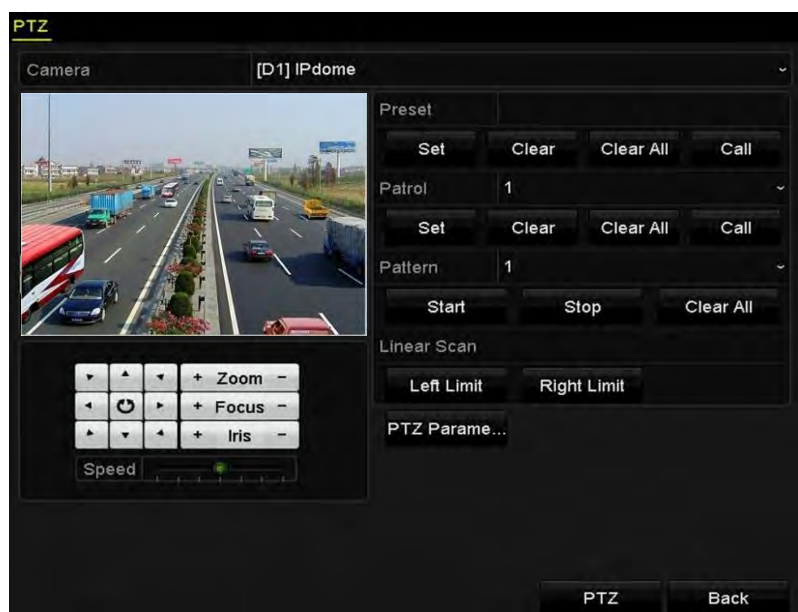 PTZ
Camera [D1] IPdome
Preset
Set Clear Clear All Call
Patrol 1
Set Clear Clear All Call
Pattern 1
Start Stop Clear All
Linear Scan
Left Limit Right Limit
PTZ Parame...
+ Zoom -
+ Focus -
+ Iris -
Speed
PTZ Back